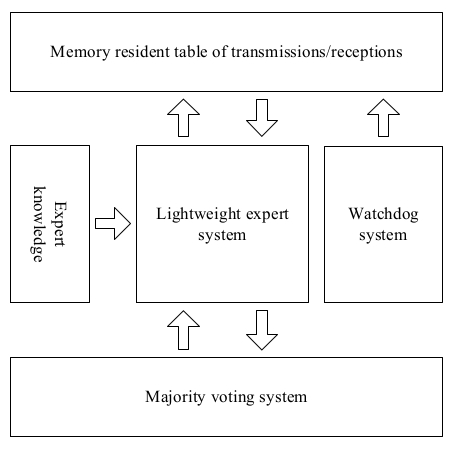 Memory resident table of transmissions/receptions
Expert
knowledge
Lightweight expert
system
Watchdog
system
Majority voting system